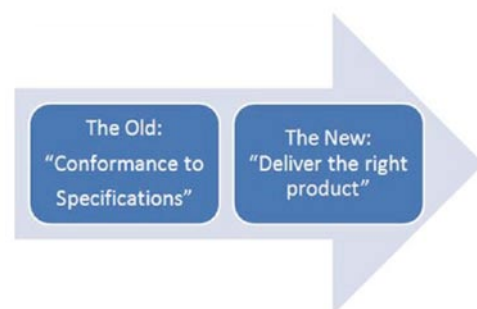 The Old:
“Conformance to
Specifications”
The New:
“Deliver the right
product”